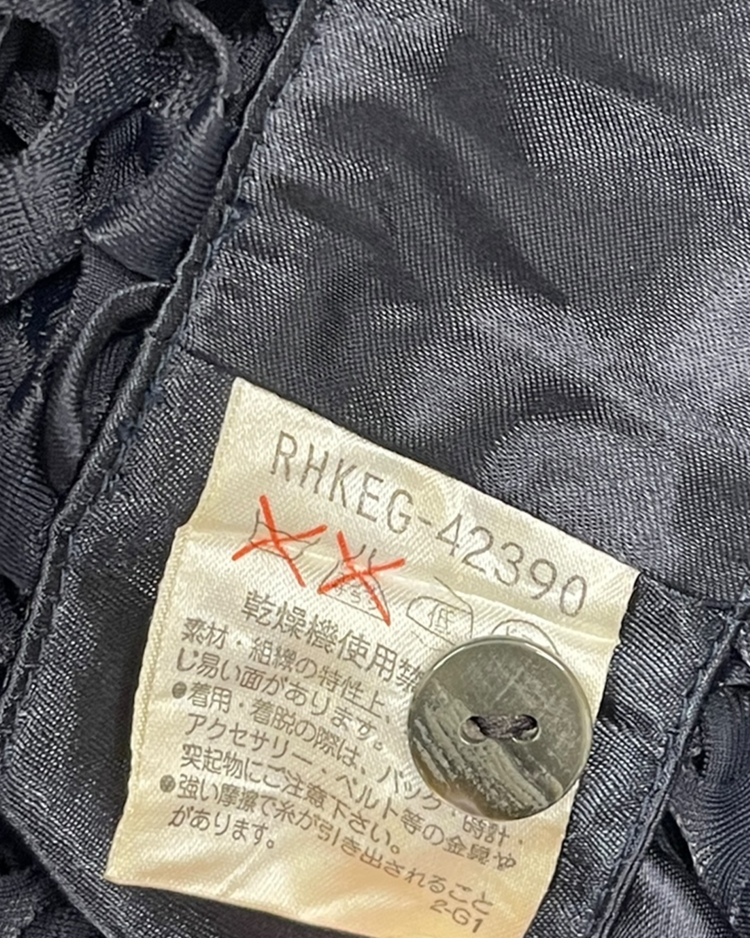 RHKEG-42390
低
乾燥機使用禁
素材・組織の特性上、
じ易い面があります。
●着用・着脱の際は、バック・時計・
アクセサリー・ベルト等の金具や
突起物にご注意下さい。
●強い摩擦で糸が引き出されること
があります。
2-G1